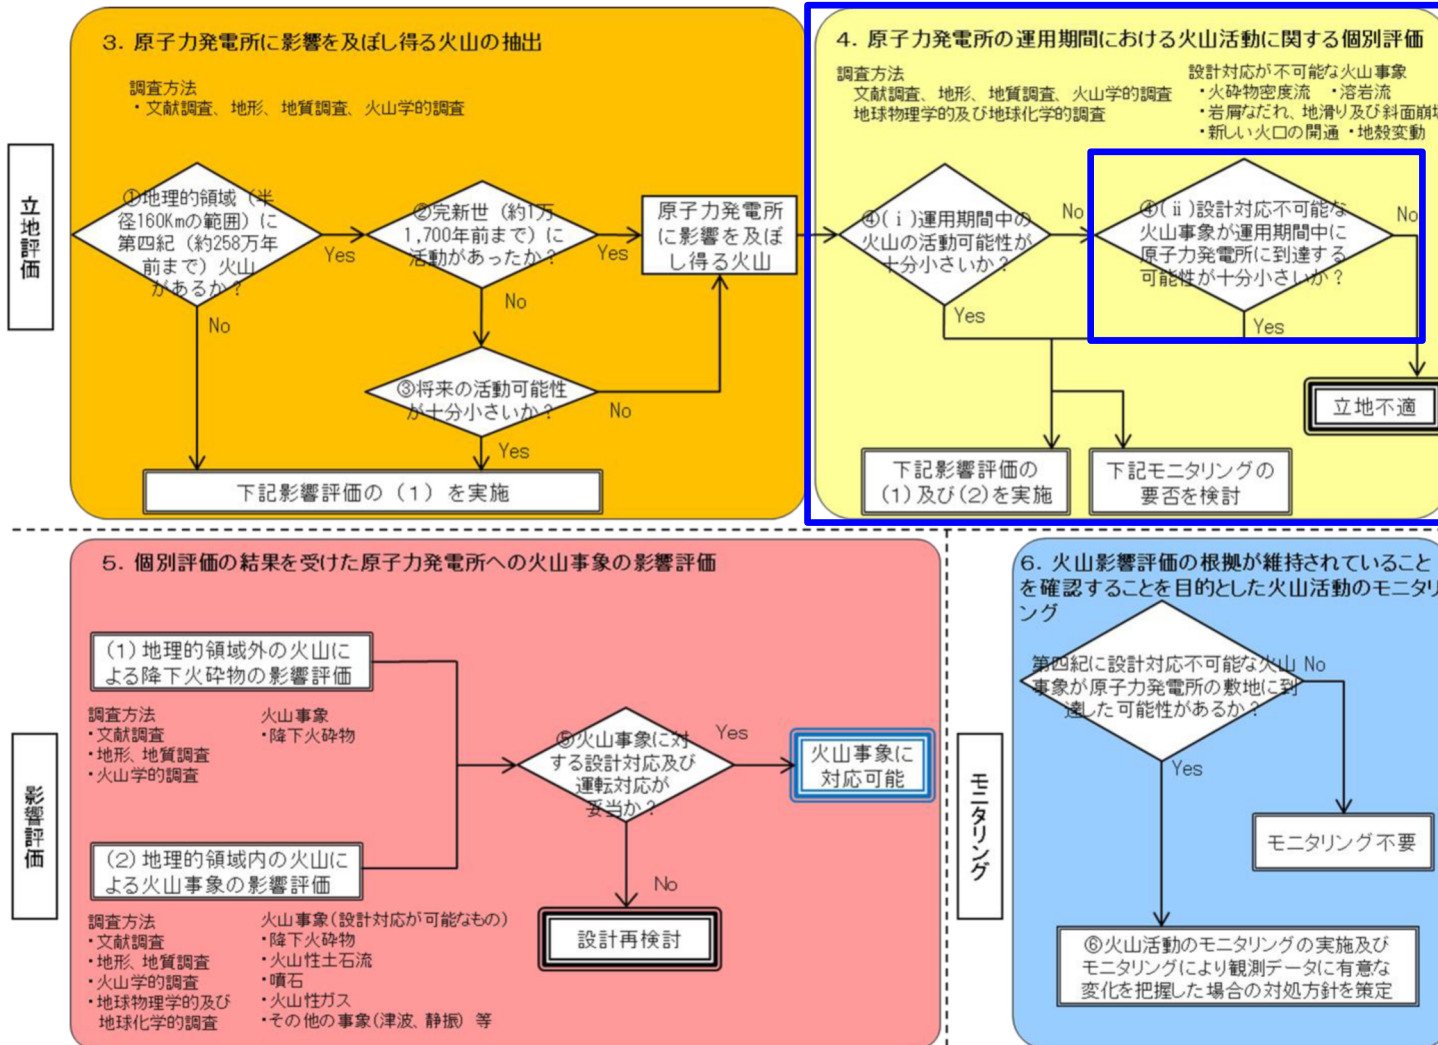 立地評価
3. 原子力発電所に影響を及ぼし得る火山の抽出
調査方法
・文献調査、地形、地質調査、火山学的調査
①地理的領域（半
径160Kmの範囲）に
第四紀（約258万年
前まで）火山
があるか？
Yes
No
②完新世（約1万
1,700年前まで）に
活動があったか？
Yes
No
③将来の活動可能性
が十分小さいか？
No
Yes
原子力発電所
に影響を及ぼ
し得る火山
下記影響評価の（1）を実施
4. 原子力発電所の運用期間における火山活動に関する個別評価
調査方法
文献調査、地形、地質調査、火山学的調査
地球物理学的及び地球化学的調査
設計対応が不可能な火山事象
・火砕物密度流 ・溶岩流
・岩屑なだれ、地滑り及び斜面崩壊
・新しい火口の開通 ・地殻変動
④(ⅰ)運用期間中の
火山の活動可能性が
十分小さいか？
No
Yes
④(ⅱ)設計対応不可能な
火山事象が運用期間中に
原子力発電所に到達する
可能性が十分小さいか？
No
Yes
立地不適
下記影響評価の
(1)及び(2)を実施
下記モニタリングの
要否を検討
影響評価
5. 個別評価の結果を受けた原子力発電所への火山事象の影響評価
(1)地理的領域外の火山に
よる降下火砕物の影響評価
調査方法
・文献調査
・地形、地質調査
・火山学的調査
火山事象
・降下火砕物
(2)地理的領域内の火山に
よる火山事象の影響評価
調査方法
・文献調査
・地形、地質調査
・火山学的調査
・地球物理学的及び
地球化学的調査
火山事象(設計対応が可能なもの)
・降下火砕物
・火山性土石流
・噴石
・火山性ガス
・その他の事象(津波、静振) 等
⑤火山事象に対
する設計対応及び
運転対応が
妥当か？
Yes
No
火山事象に
対応可能
設計再検討
モニタリング
6. 火山影響評価の根拠が維持されていること
を確認することを目的とした火山活動のモニタリ
ング
第四紀に設計対応不可能な火山
事象が原子力発電所の敷地に到
達した可能性があるか？
No
Yes
モニタリング不要
⑥火山活動のモニタリングの実施及び
モニタリングにより観測データに有意な
変化を把握した場合の対処方針を策定